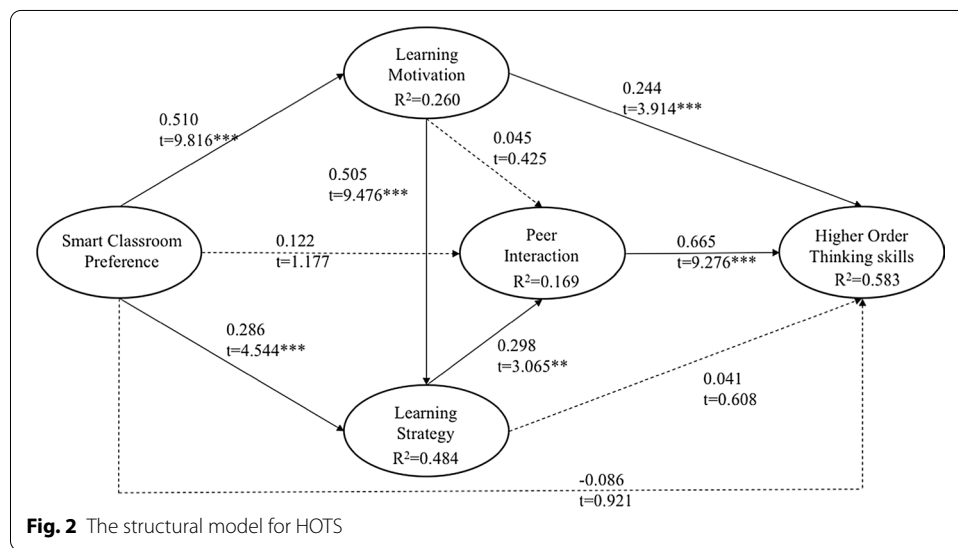 Learning
Motivation
R²=0.260
0.244
t=3.914***
0.510
t=9.816***
0.045
t=0.425
0.505
t=9.476***
Smart Classroom
Preference
0.122
t=1.177
Peer
Interaction
R²=0.169
0.665
t=9.276***
Higher Order
Thinking skills
R²=0.583
0.286
t=4.544***
0.298
t=3.065**
0.041
t=0.608
Learning
Strategy
R²=0.484
-0.086
t=0.921
Fig. 2 The structural model for HOTS